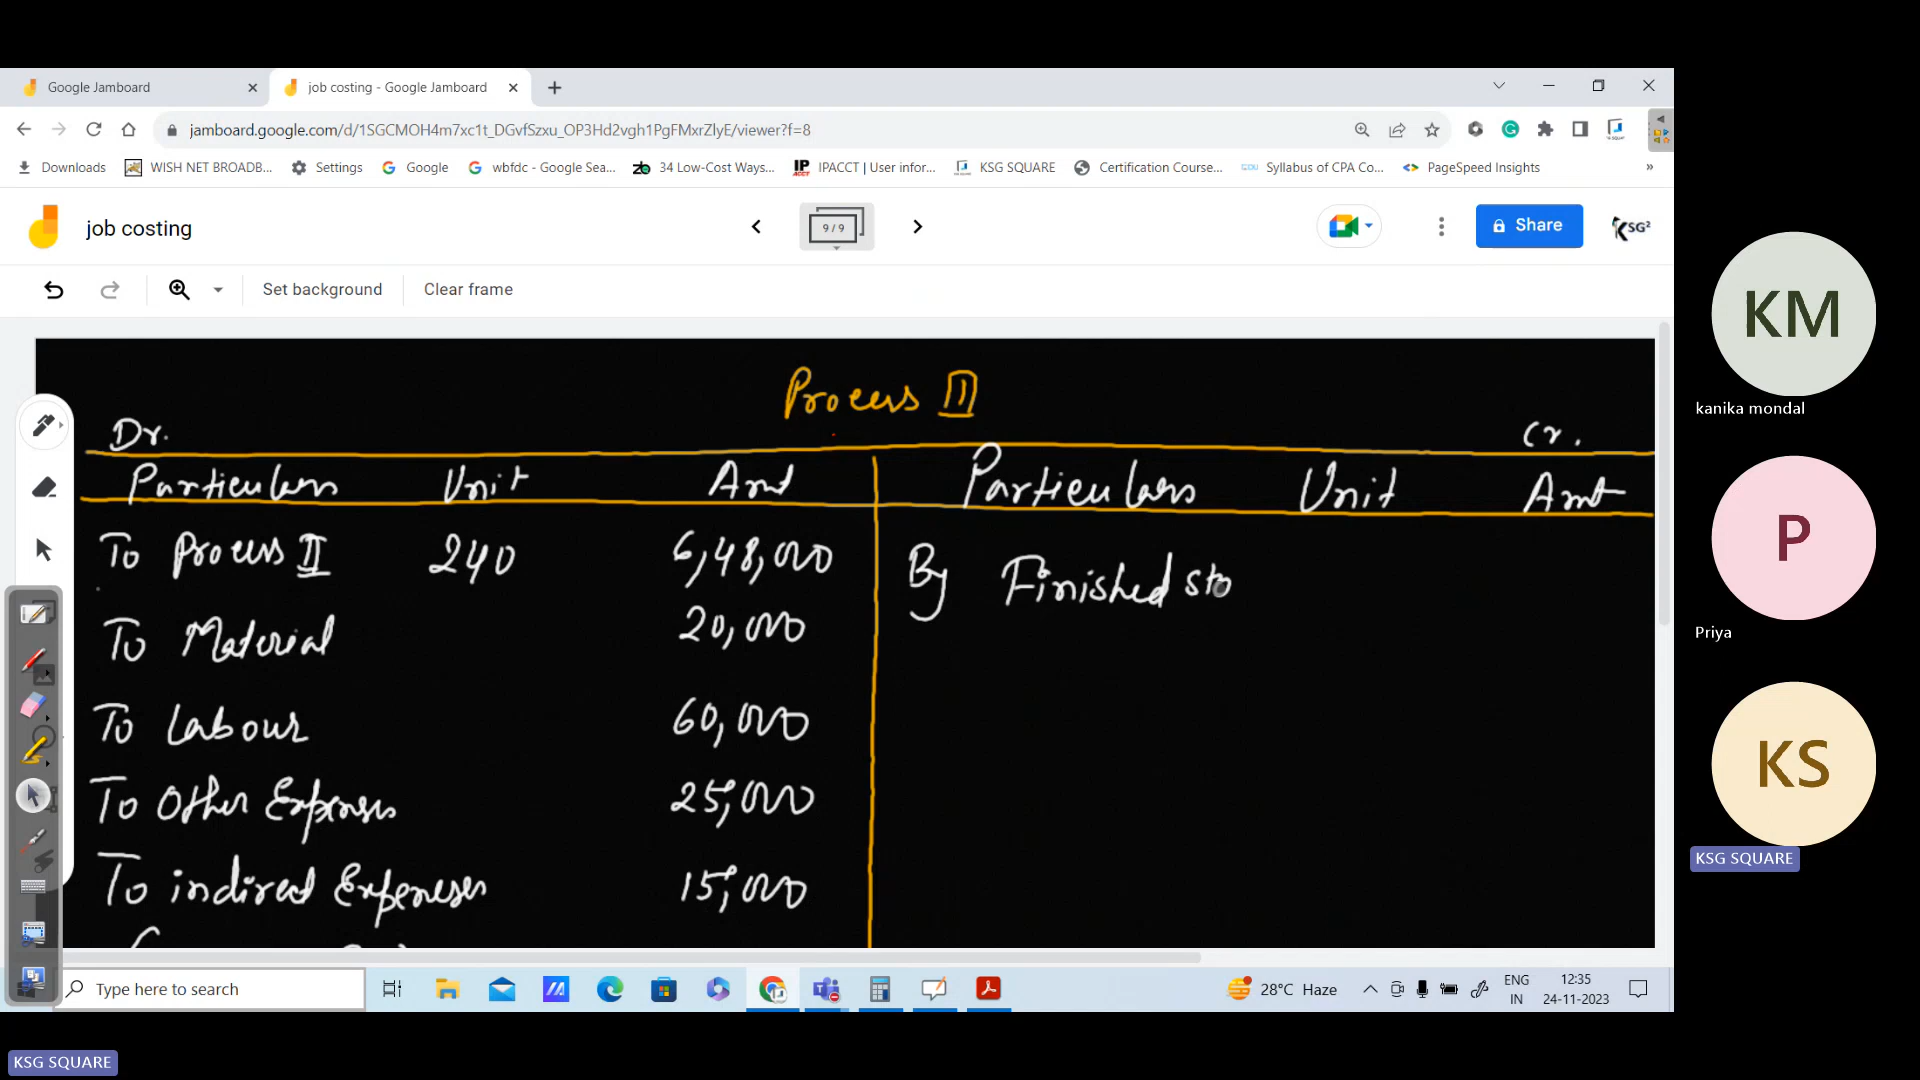 Google Jamboard
job costing - Google Jamboard
jamboard.google.com/d/1SGCMOH4m7xc1t_DGvfSzxu_OP3Hd2vgh1PgFMxrZlyE/viewer?f=8
Downloads WISH NET BROADB... Settings Google wbfdc - Google Sea... 34 Low-Cost Ways... IPACCT | User infor... KSG SQUARE Certification Course... Syllabus of CPA Co... PageSpeed Insights »
job costing 9 / 9 Share KSG²
Set background Clear frame
Process III
Dr. Cr.
Particulars Unit Amt Particulars Unit Amt
To Process II 240 6,48,000 By Finished sto
To Material 20,000
To Labour 60,000
To Other Expenses 25,000
To indirect Expenses 15,000
Type here to search 28°C Haze ENG IN 12:35 24-11-2023
KM
kanika mondal
P
Priya
KS
KSG SQUARE
KSG SQUARE